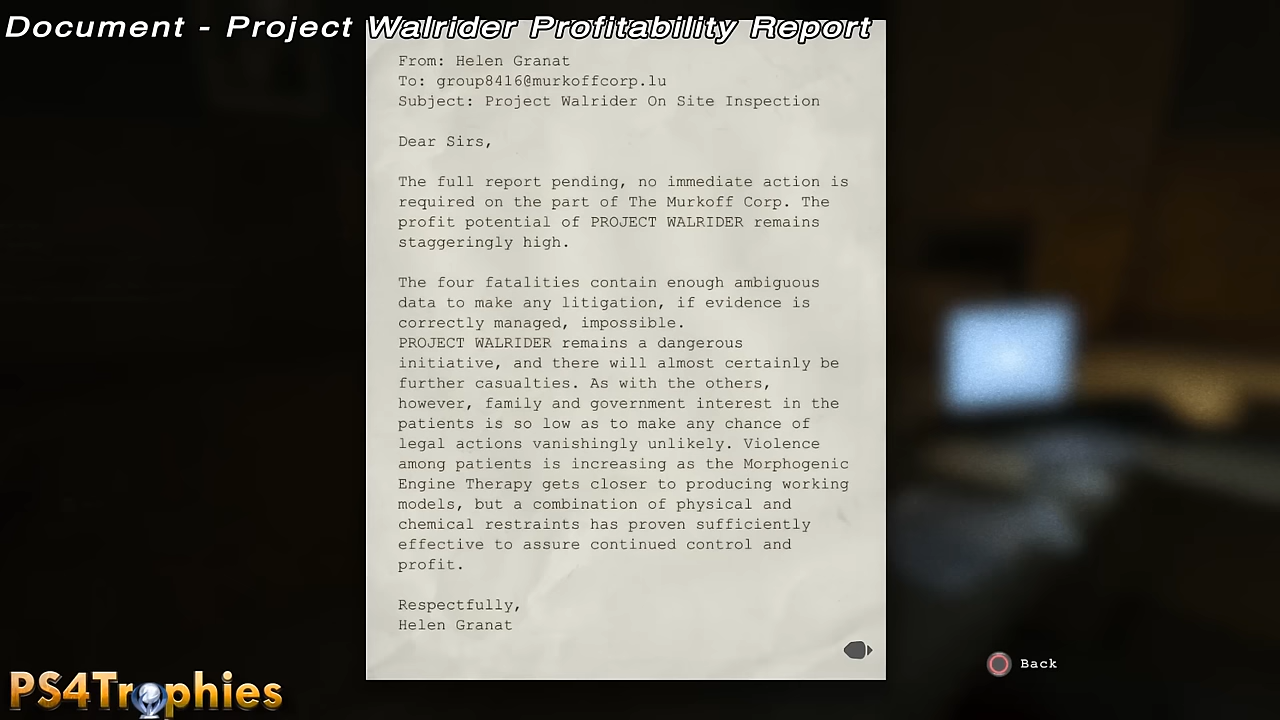 Document - Project Walrider Profitability Report
From: Helen Granat
To: group8416@murkoffcorp.lu
Subject: Project Walrider On Site Inspection
Dear Sirs,
The full report pending, no immediate action is
required on the part of The Murkoff Corp. The
profit potential of PROJECT WALRIDER remains
staggeringly high.
The four fatalities contain enough ambiguous
data to make any litigation, if evidence is
correctly managed, impossible.
PROJECT WALRIDER remains a dangerous
initiative, and there will almost certainly be
further casualties. As with the others,
however, family and government interest in the
patients is so low as to make any chance of
legal actions vanishingly unlikely. Violence
among patients is increasing as the Morphogenic
Engine Therapy gets closer to producing working
models, but a combination of physical and
chemical restraints has proven sufficiently
effective to assure continued control and
profit.
Respectfully,
Helen Granat
Back
PS4Trophies